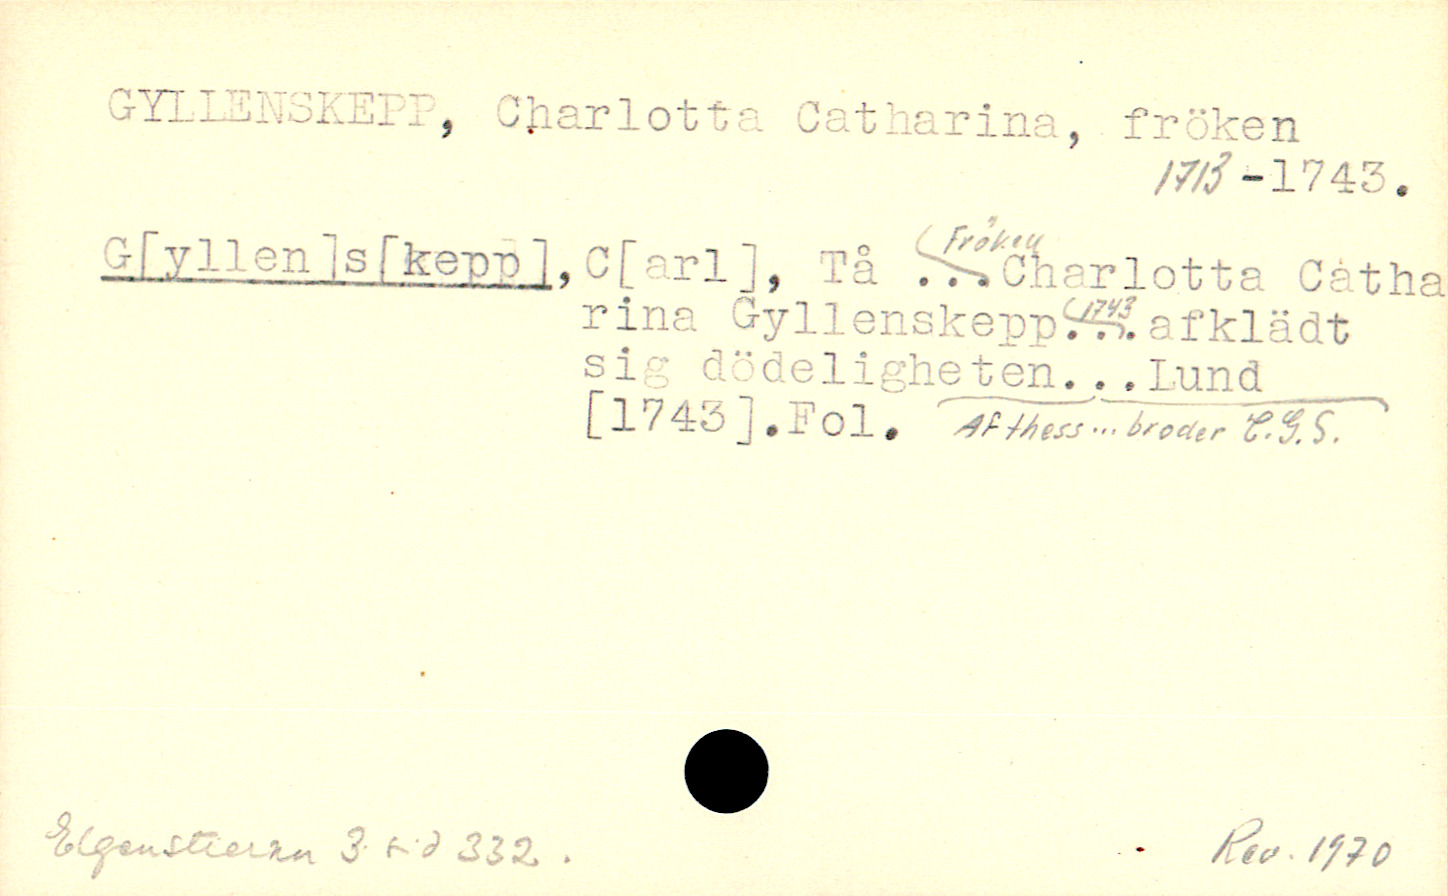 GYLLENSKEPP, Charlotta Catharina, fröken
1713-1743.
Fröken
G[yllen]s[kepp], C[arl], Tå ...Charlotta Catha
1743
rina Gyllenskepp...afklädt
sig dödeligheten...Lund
[1743].Fol. Af thess... broder C.G.S.
Elgenstierna 3. sid 332.
Rev. 1970